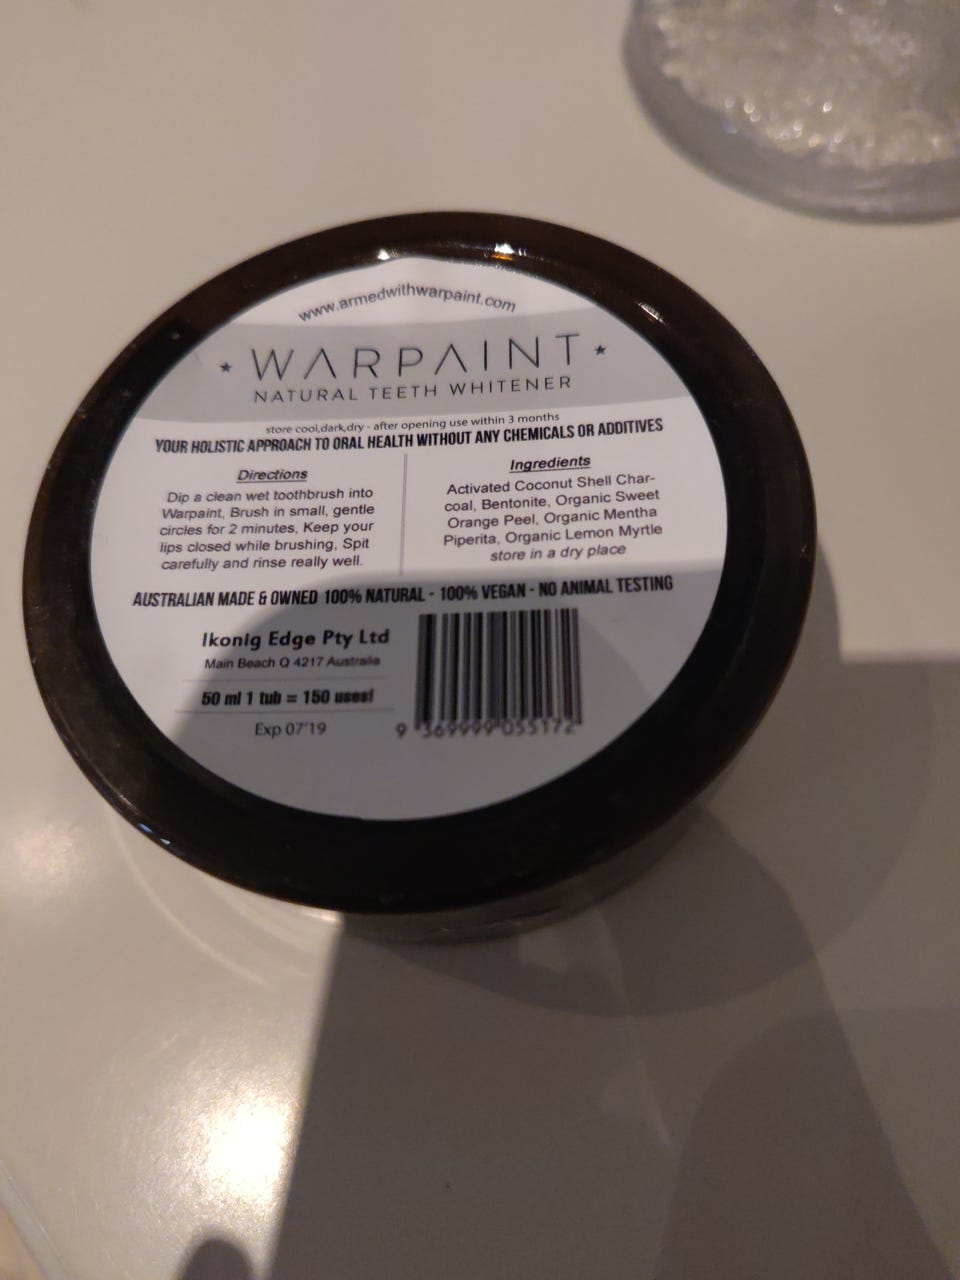 www.armedwithwarpaint.com
★ WARPAINT ★
NATURAL TEETH WHITENER
store cool,dark,dry - after opening use within 3 months
YOUR HOLISTIC APPROACH TO ORAL HEALTH WITHOUT ANY CHEMICALS OR ADDITIVES
Directions
Dip a clean wet toothbrush into
Warpaint, Brush in small, gentle
circles for 2 minutes, Keep your
lips closed while brushing, Spit
carefully and rinse really well.
Ingredients
Activated Coconut Shell Char-
coal, Bentonite, Organic Sweet
Orange Peel, Organic Mentha
Piperita, Organic Lemon Myrtle
store in a dry place
AUSTRALIAN MADE & OWNED 100% NATURAL - 100% VEGAN - NO ANIMAL TESTING
Ikonig Edge Pty Ltd
Main Beach Q 4217 Australia
50 ml 1 tub = 150 uses!
Exp 07'19
9 369999 055172